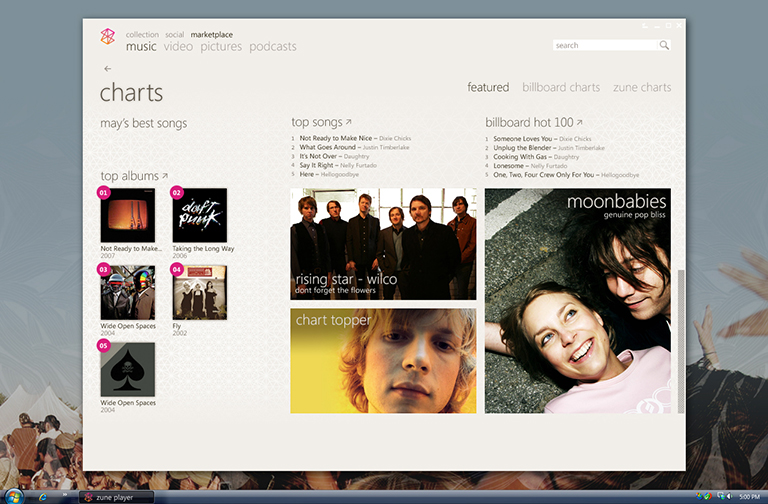 collection social marketplace
music video pictures podcasts
search
charts
featured billboard charts zune charts
may's best songs
top albums
01
02
daft punk
Not Ready to Make...
2007
Taking the Long Way
2006
03
04
Wide Open Spaces
2004
Fly
2002
05
Wide Open Spaces
2004
top songs
1 Not Ready to Make Nice – Dixie Chicks
2 What Goes Around – Justin Timberlake
3 It's Not Over – Daughtry
4 Say It Right – Nelly Furtado
5 Here – Hellogoodbye
rising star - wilco
dont forget the flowers
chart topper
billboard hot 100
1 Someone Loves You – Dixie Chicks
2 Unplug the Blender – Justin Timberlake
3 Cooking With Gas – Daughtry
4 Lonesome – Nelly Furtado
5 One, Two, Four Crew Only For You – Hellogoodbye
moonbabies
genuine pop bliss
zune player
5:00 PM